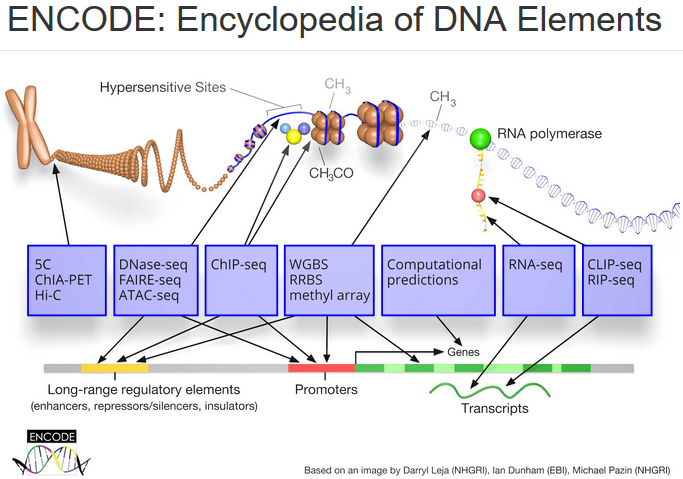 ENCODE: Encyclopedia of DNA Elements
Hypersensitive Sites
CH3
CH3
RNA polymerase
CH3CO
5C
ChIA-PET
Hi-C
DNase-seq
FAIRE-seq
ATAC-seq
ChIP-seq
WGBS
RRBS
methyl array
Computational
predictions
RNA-seq
CLIP-seq
RIP-seq
Genes
Long-range regulatory elements
(enhancers, repressors/silencers, insulators)
Promoters
Transcripts
ENCODE
Based on an image by Darryl Leja (NHGRI), Ian Dunham (EBI), Michael Pazin (NHGRI)